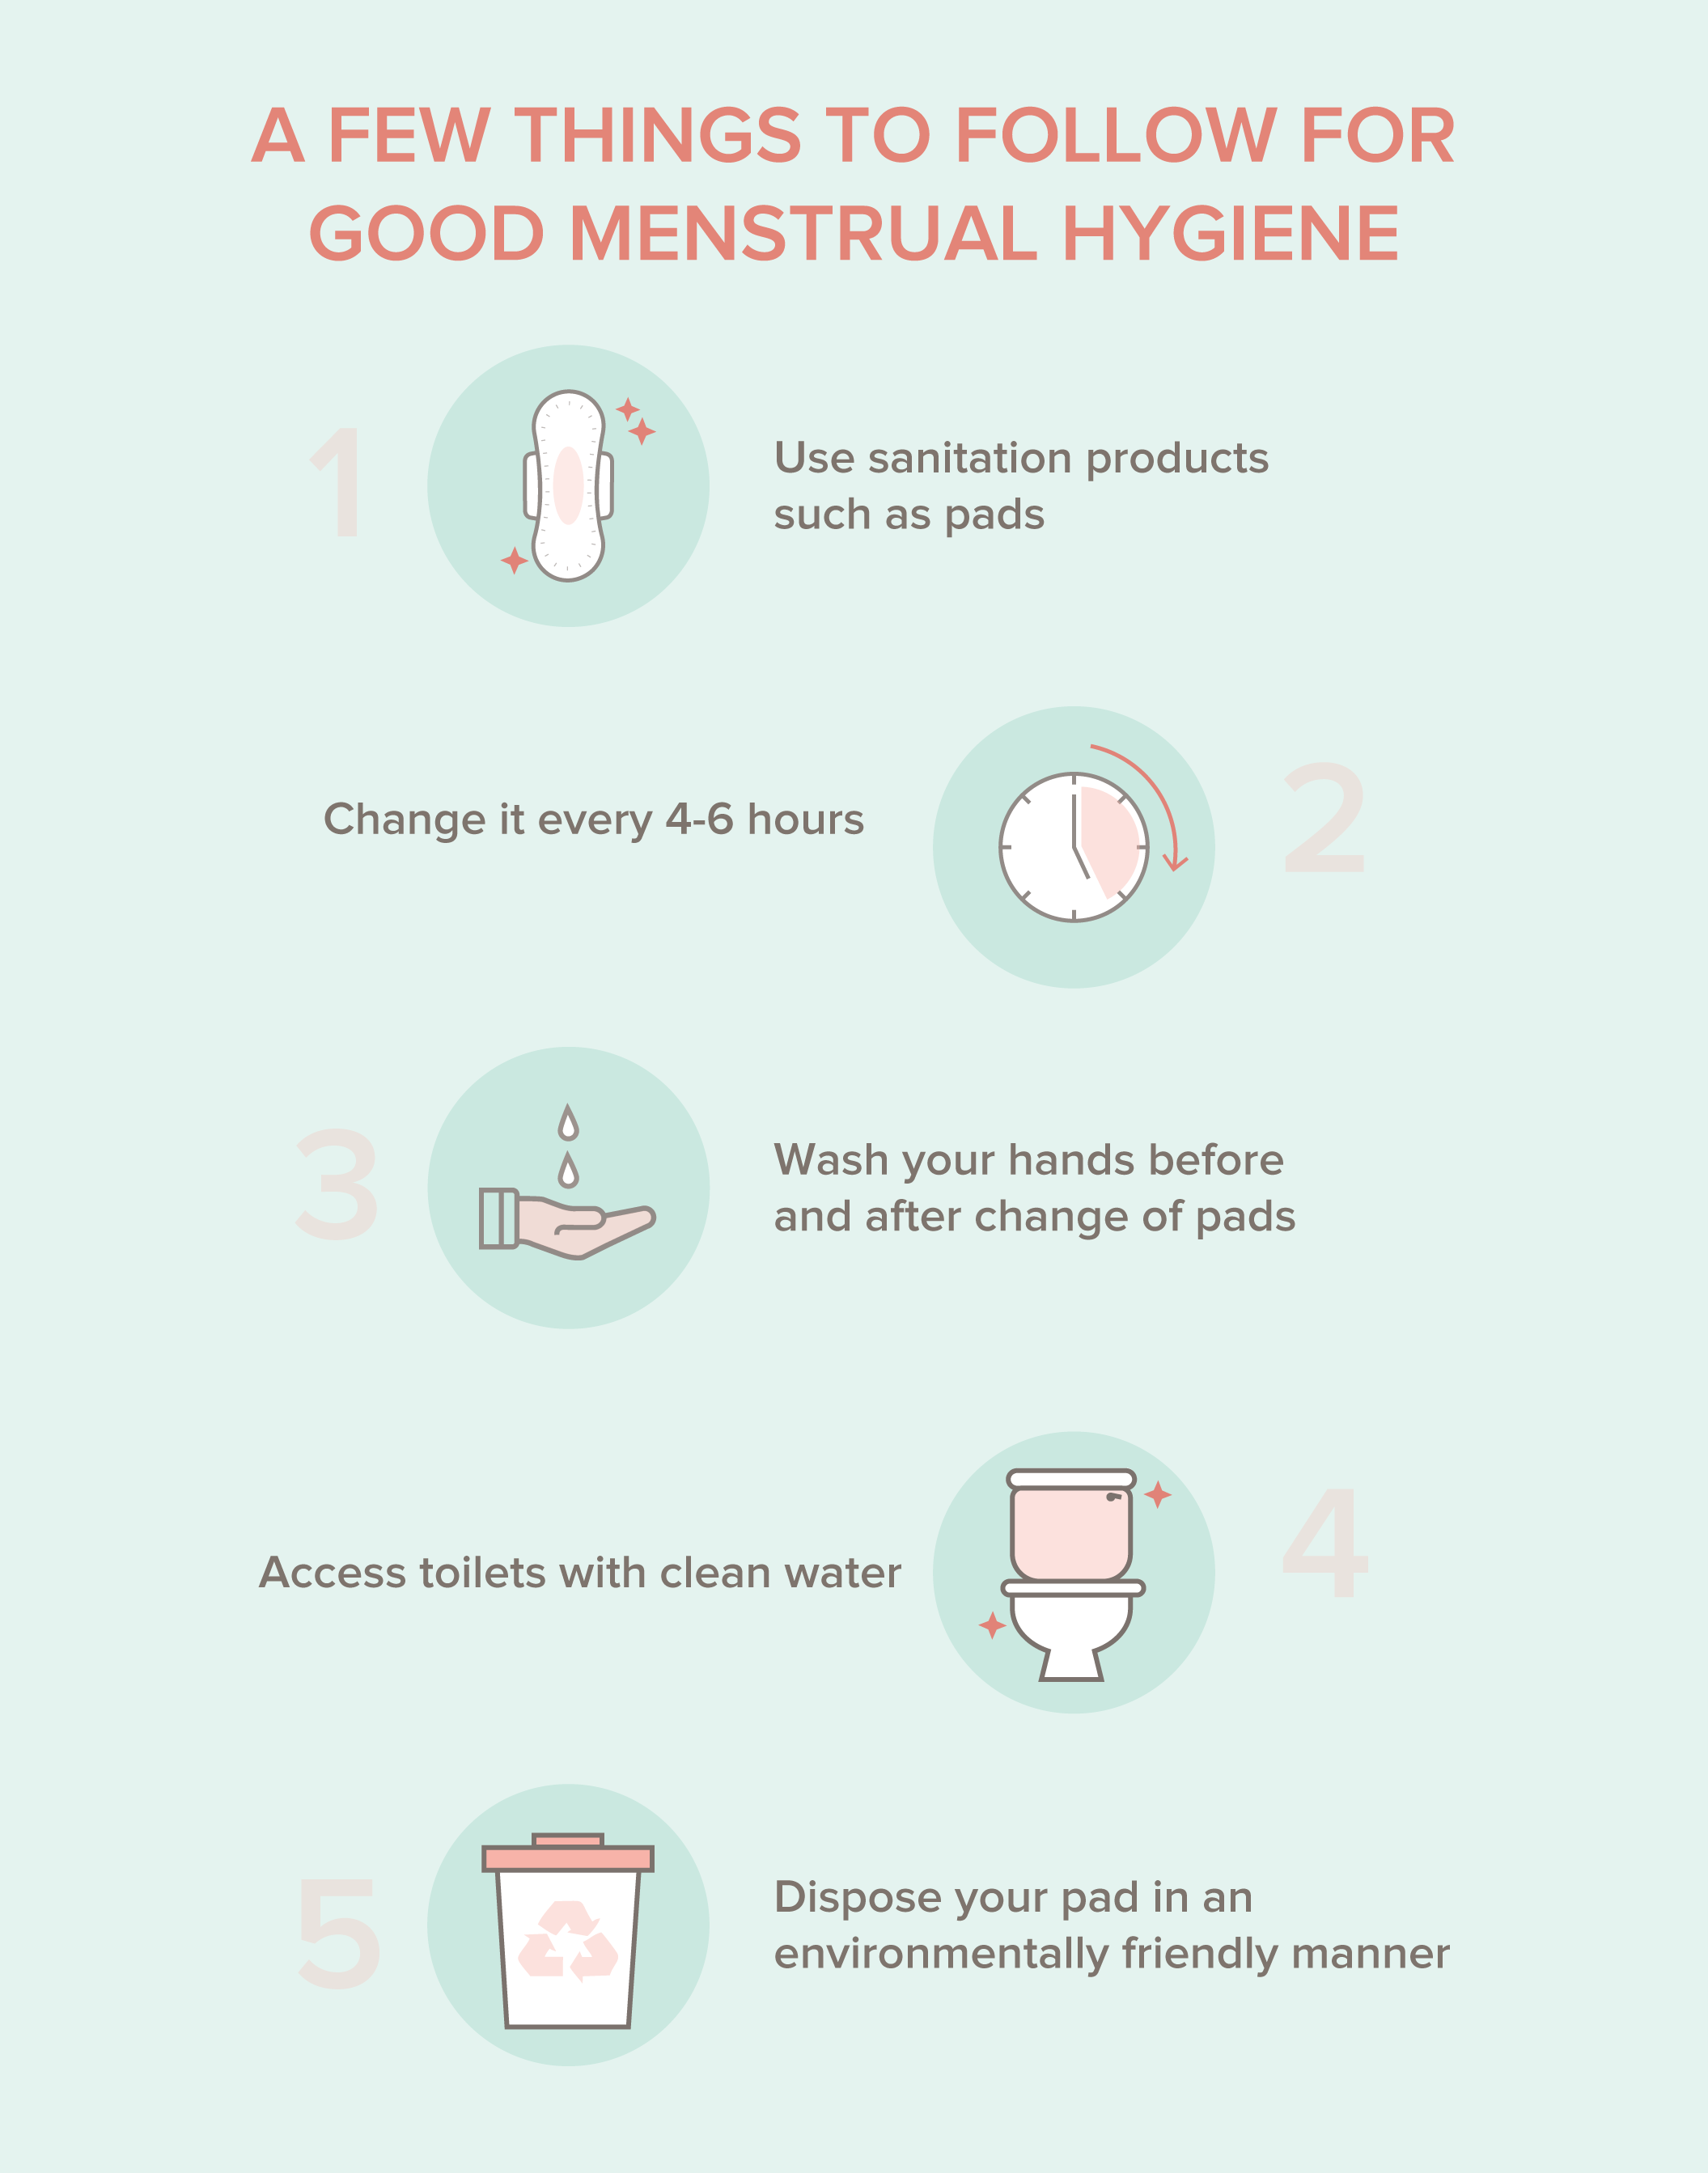 A FEW THINGS TO FOLLOW FOR
GOOD MENSTRUAL HYGIENE
1
Use sanitation products
such as pads
Change it every 4-6 hours
2
3
Wash your hands before
and after change of pads
Access toilets with clean water
4
5
Dispose your pad in an
environmentally friendly manner